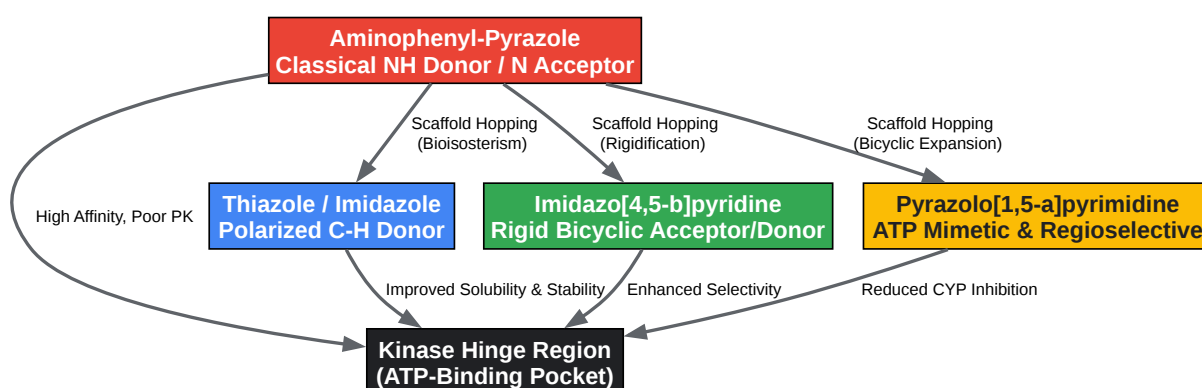 Aminophenyl-Pyrazole
Classical NH Donor / N Acceptor
Scaffold Hopping
(Bioisosterism)
Scaffold Hopping
(Rigidification)
Scaffold Hopping
(Bicyclic Expansion)
High Affinity, Poor PK
Thiazole / Imidazole
Polarized C-H Donor
Imidazo[4,5-b]pyridine
Rigid Bicyclic Acceptor/Donor
Pyrazolo[1,5-a]pyrimidine
ATP Mimetic & Regioselective
Improved Solubility & Stability
Enhanced Selectivity
Reduced CYP Inhibition
Kinase Hinge Region
(ATP-Binding Pocket)